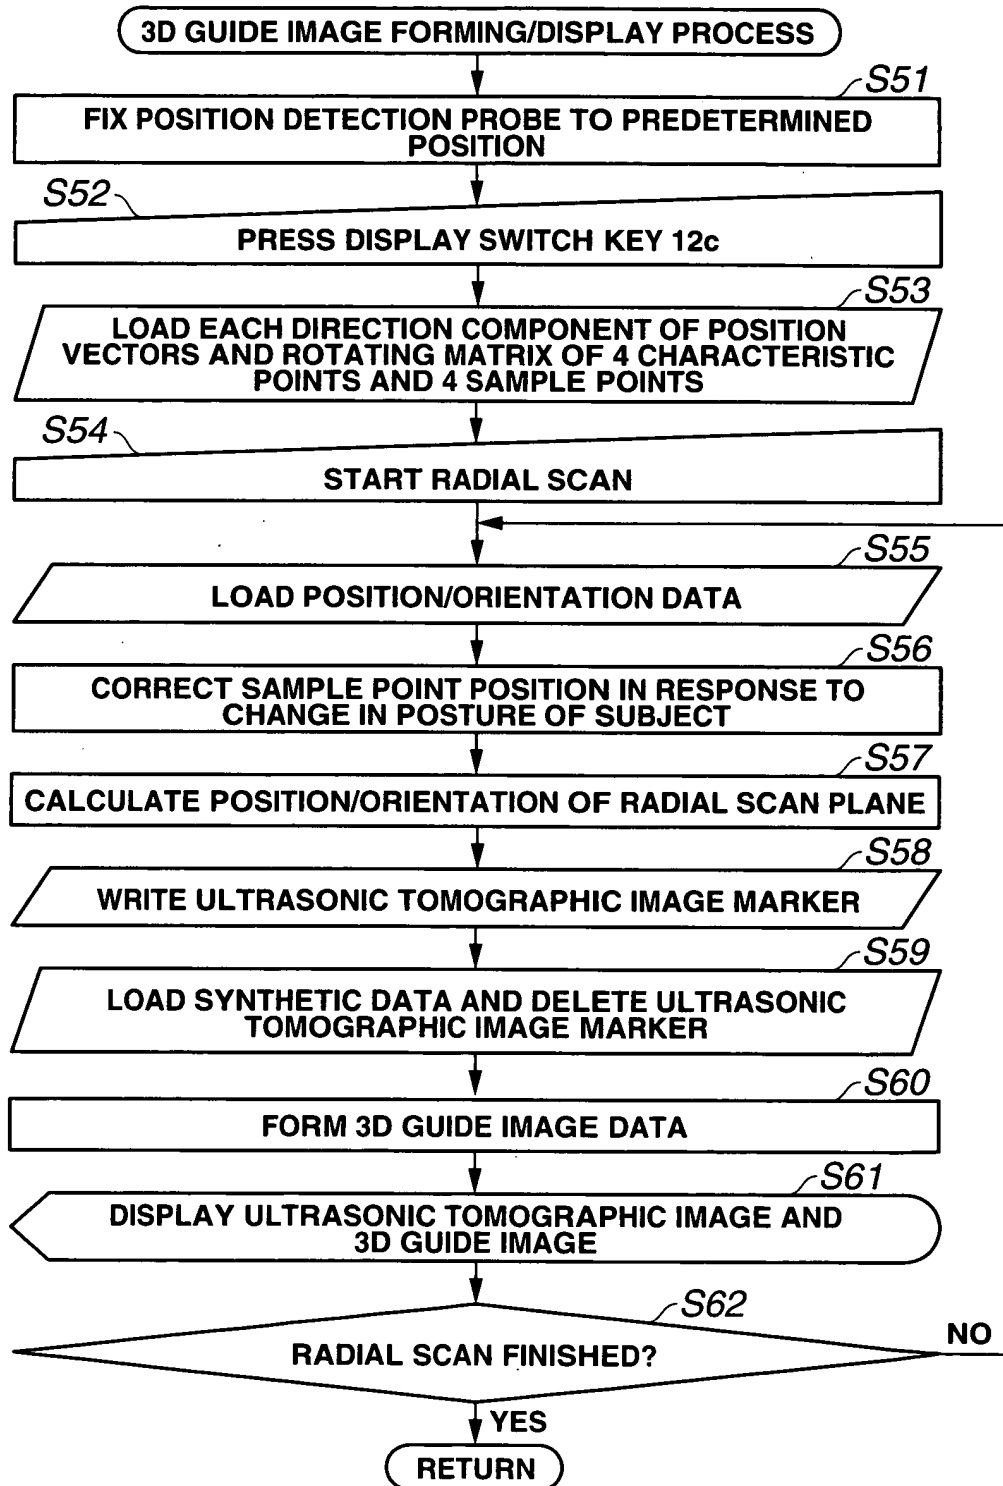 3D GUIDE IMAGE FORMING/DISPLAY PROCESS
S51
FIX POSITION DETECTION PROBE TO PREDETERMINED
POSITION
S52
PRESS DISPLAY SWITCH KEY 12c
S53
LOAD EACH DIRECTION COMPONENT OF POSITION
VECTORS AND ROTATING MATRIX OF 4 CHARACTERISTIC
POINTS AND 4 SAMPLE POINTS
S54
START RADIAL SCAN
S55
LOAD POSITION/ORIENTATION DATA
S56
CORRECT SAMPLE POINT POSITION IN RESPONSE TO
CHANGE IN POSTURE OF SUBJECT
S57
CALCULATE POSITION/ORIENTATION OF RADIAL SCAN PLANE
S58
WRITE ULTRASONIC TOMOGRAPHIC IMAGE MARKER
S59
LOAD SYNTHETIC DATA AND DELETE ULTRASONIC
TOMOGRAPHIC IMAGE MARKER
S60
FORM 3D GUIDE IMAGE DATA
S61
DISPLAY ULTRASONIC TOMOGRAPHIC IMAGE AND
3D GUIDE IMAGE
S62
RADIAL SCAN FINISHED?
NO
YES
RETURN